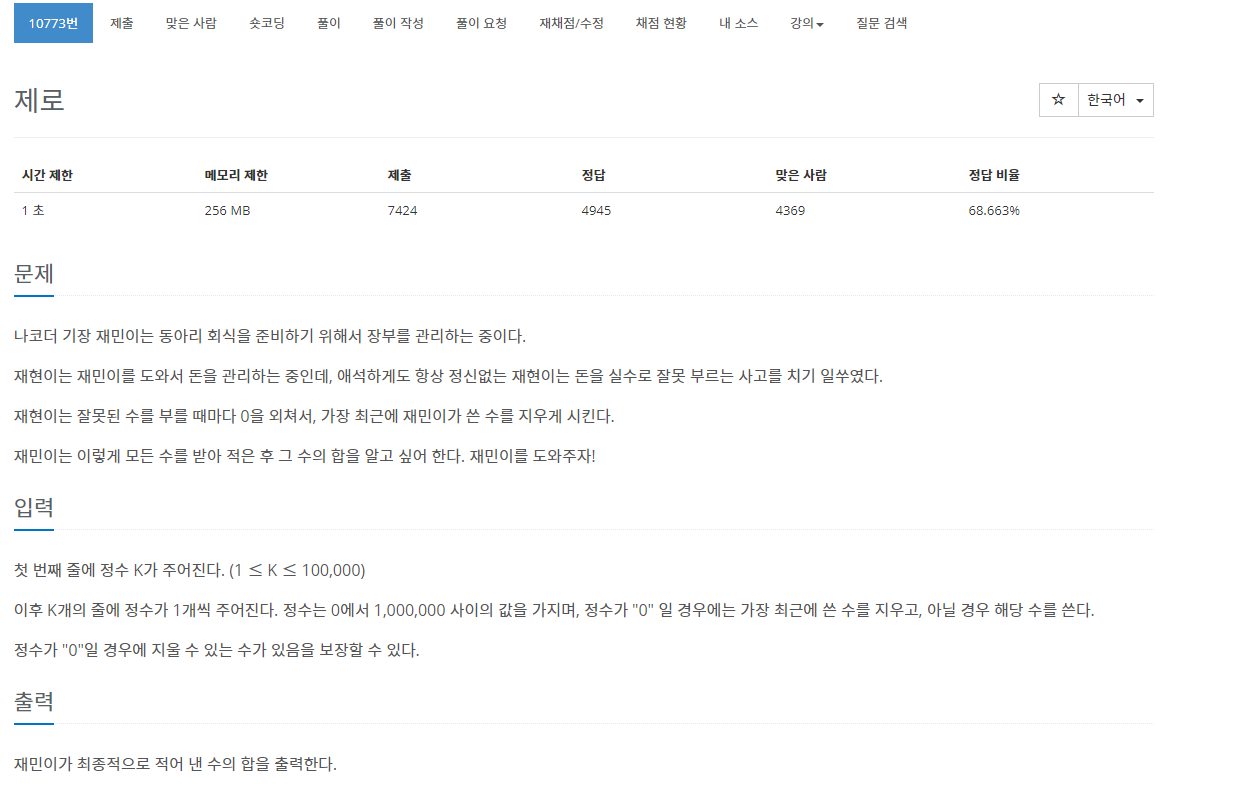 10773번 제출 맞은 사람 숏코딩 풀이 풀이 작성 풀이 요청 재채점/수정 채점 현황 내 소스 강의 질문 검색
제로
☆ 한국어
시간 제한 메모리 제한 제출 정답 맞은 사람 정답 비율
1 초 256 MB 7424 4945 4369 68.663%
문제
나코더 기장 재민이는 동아리 회식을 준비하기 위해서 장부를 관리하는 중이다.
재현이는 재민이를 도와서 돈을 관리하는 중인데, 애석하게도 항상 정신없는 재현이는 돈을 실수로 잘못 부르는 사고를 치기 일쑤였다.
재현이는 잘못된 수를 부를 때마다 0을 외쳐서, 가장 최근에 재민이가 쓴 수를 지우게 시킨다.
재민이는 이렇게 모든 수를 받아 적은 후 그 수의 합을 알고 싶어 한다. 재민이를 도와주자!
입력
첫 번째 줄에 정수 K가 주어진다. (1 ≤ K ≤ 100,000)
이후 K개의 줄에 정수가 1개씩 주어진다. 정수는 0에서 1,000,000 사이의 값을 가지며, 정수가 "0" 일 경우에는 가장 최근에 쓴 수를 지우고, 아닐 경우 해당 수를 쓴다.
정수가 "0"일 경우에 지울 수 있는 수가 있음을 보장할 수 있다.
출력
재민이가 최종적으로 적어 낸 수의 합을 출력한다.